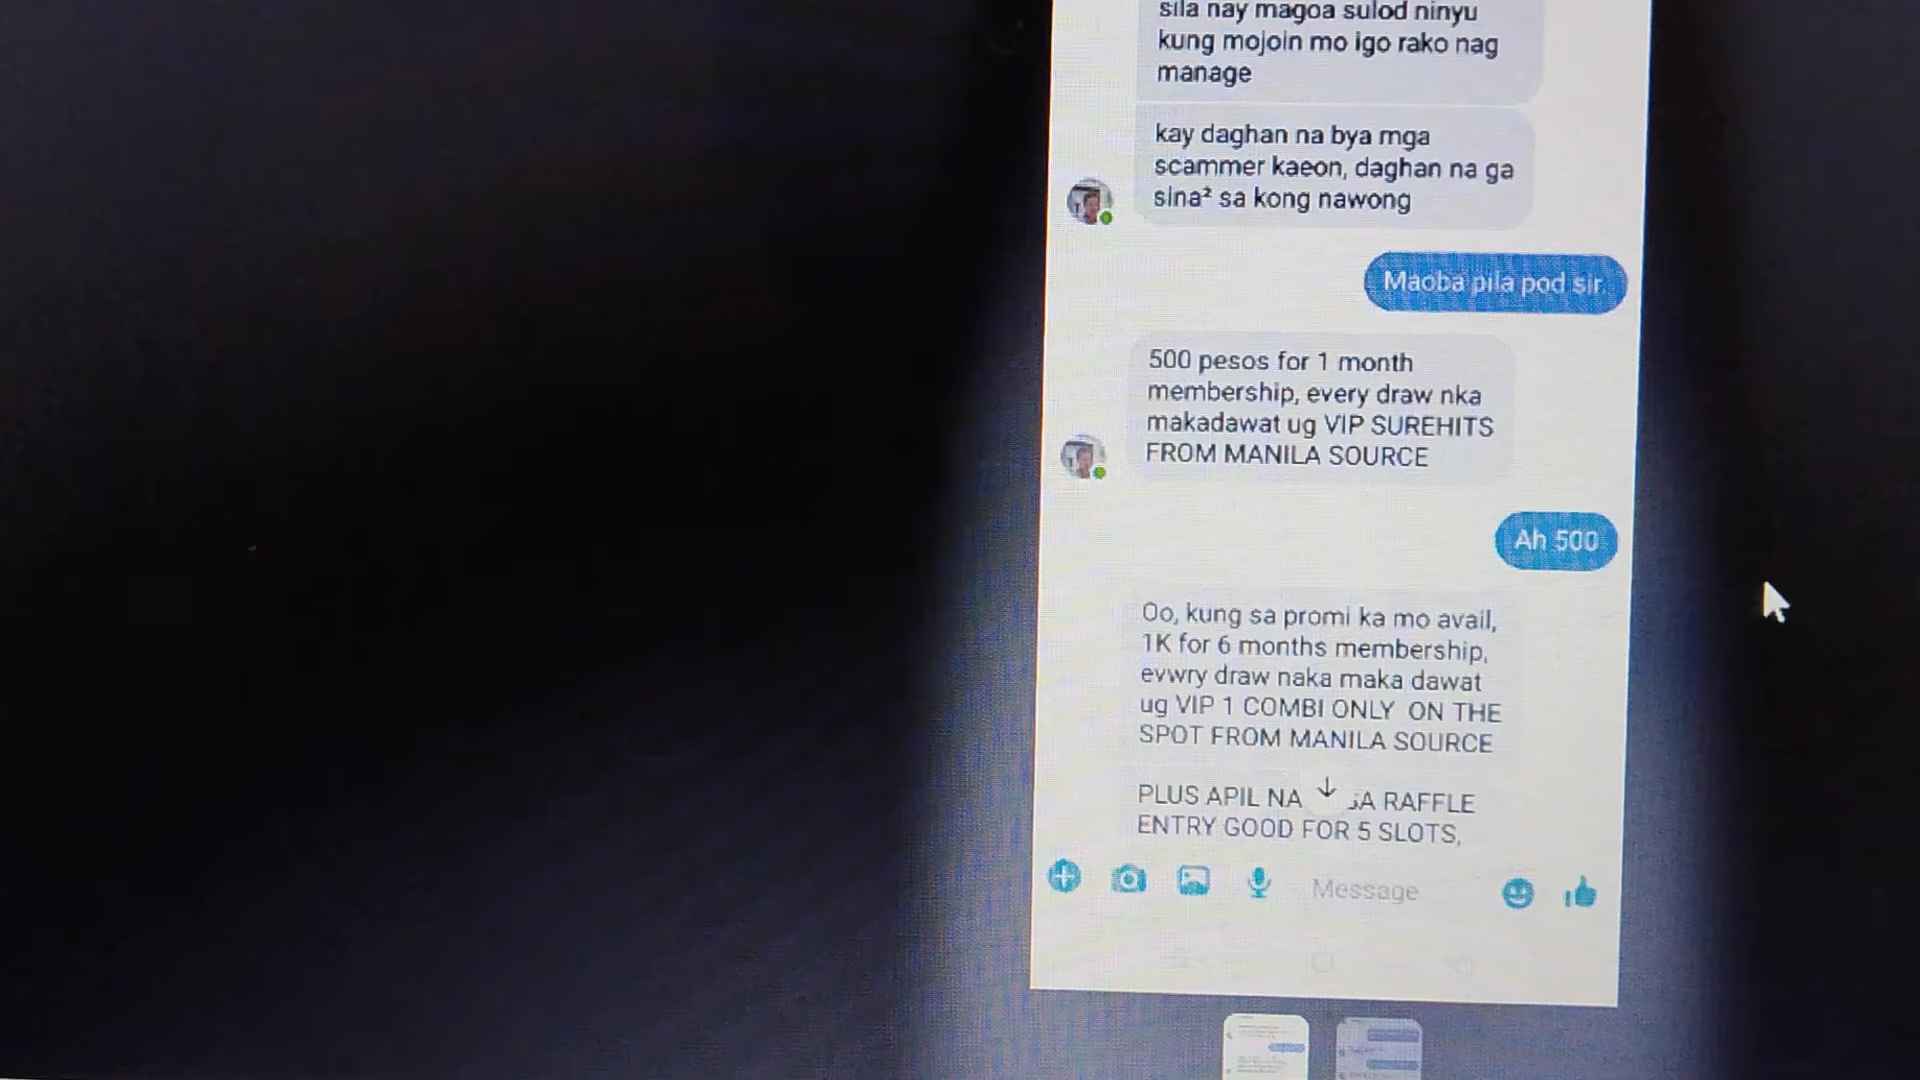 sila nay magoa sulod ninyu
kung mojoin mo igo rako nag
manage
kay daghan na bya mga
scammer kaeon, daghan na ga
sina² sa kong nawong
Maoba pila pod sir.
500 pesos for 1 month
membership, every draw nka
makadawat ug VIP SUREHITS
FROM MANILA SOURCE
Ah 500
Oo, kung sa promi ka mo avail,
1K for 6 months membership,
evwry draw naka maka dawat
ug VIP 1 COMBI ONLY ON THE
SPOT FROM MANILA SOURCE
PLUS APIL NA RAFFLE
ENTRY GOOD FOR 5 SLOTS,
Message